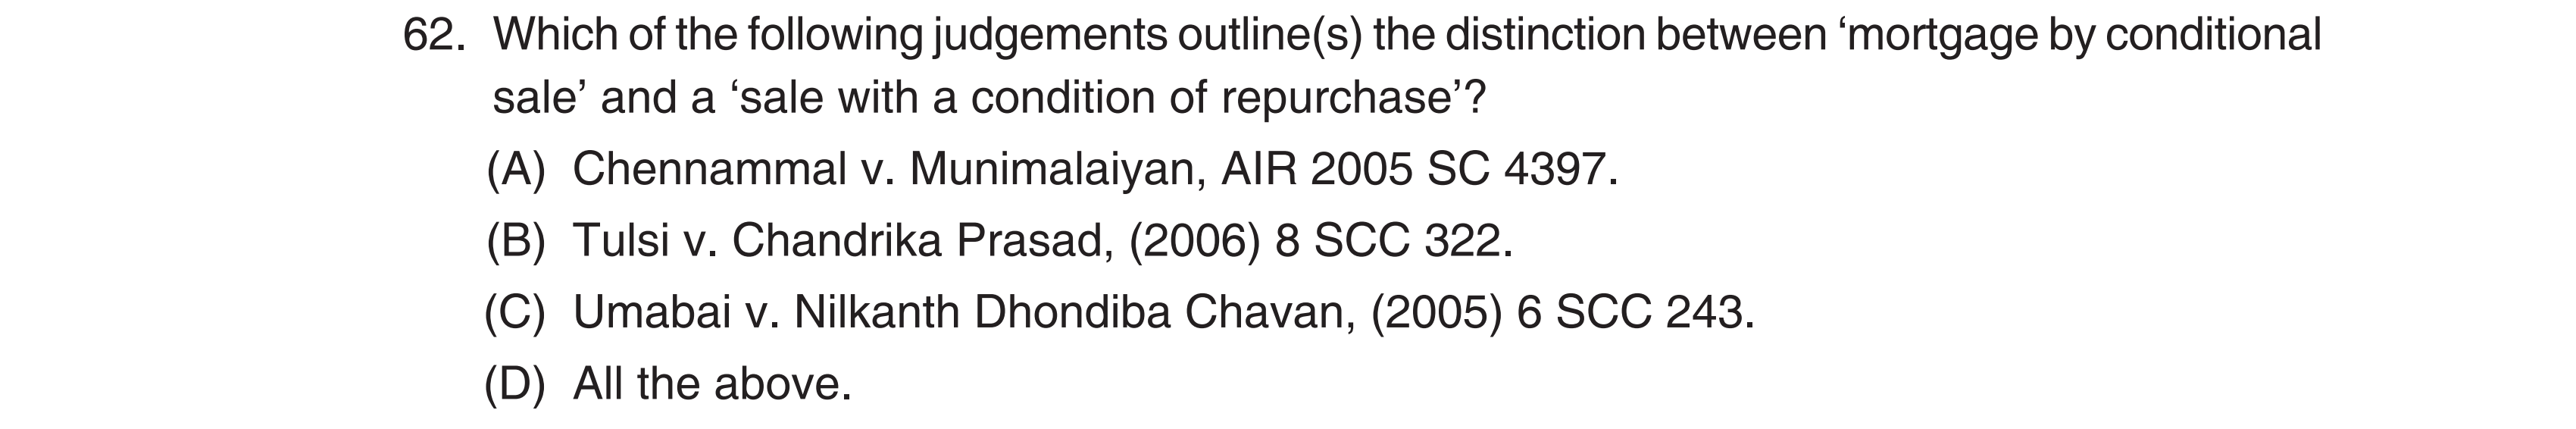 62. Which of the following judgements outline(s) the distinction between ‘mortgage by conditional
sale’ and a ‘sale with a condition of repurchase’?
(A) Chennammal v. Munimalaiyan, AIR 2005 SC 4397.
(B) Tulsi v. Chandrika Prasad, (2006) 8 SCC 322.
(C) Umabai v. Nilkanth Dhondiba Chavan, (2005) 6 SCC 243.
(D) All the above.